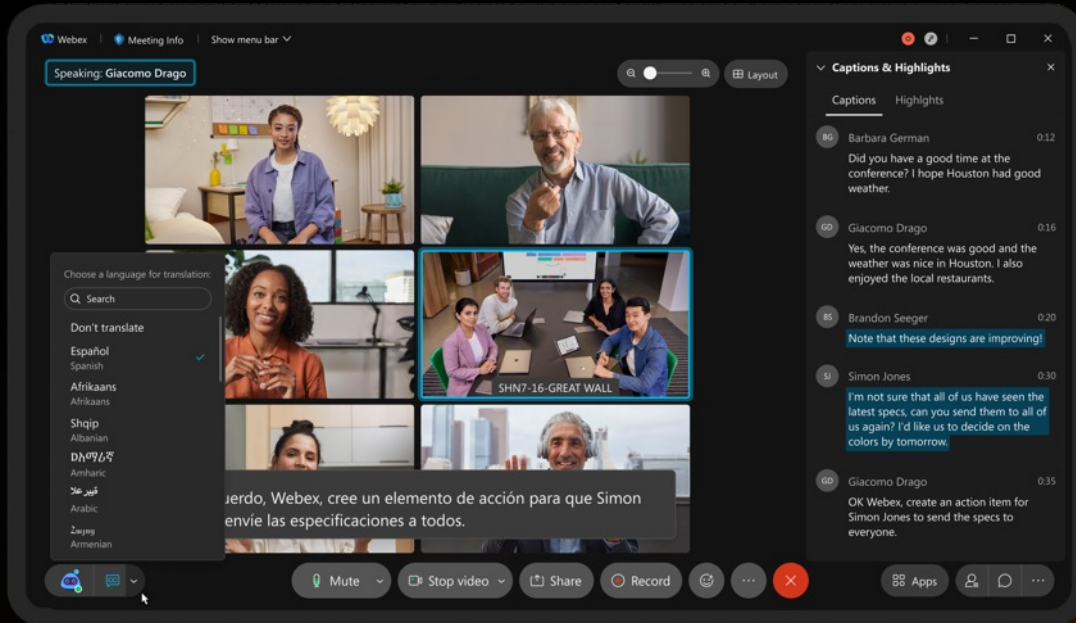 Webex
Meeting Info
Show menu bar
Speaking: Giacomo Drago
Layout
SHN7-16-GREAT WALL
Choose a language for translation:
Search
Don't translate
Español
Spanish
Afrikaans
Afrikaans
Shqip
Albanian
Amharic
Arabic
Armenian
uerdo, Webex, cree un elemento de acción para que Simon
envíe las especificaciones a todos.
Mute
Stop video
Share
Record
Apps
Captions & Highlights
Captions
Highlights
BG
Barbara German
0:12
Did you have a good time at the
conference? I hope Houston had good
weather.
GD
Giacomo Drago
0:16
Yes, the conference was good and the
weather was nice in Houston. I also
enjoyed the local restaurants.
BS
Brandon Seeger
0:20
Note that these designs are improving!
SJ
Simon Jones
0:30
I'm not sure that all of us have seen the
latest specs, can you send them to all of
us again? I'd like us to decide on the
colors by tomorrow.
GD
Giacomo Drago
0:35
OK Webex, create an action item for
Simon Jones to send the specs to
everyone.